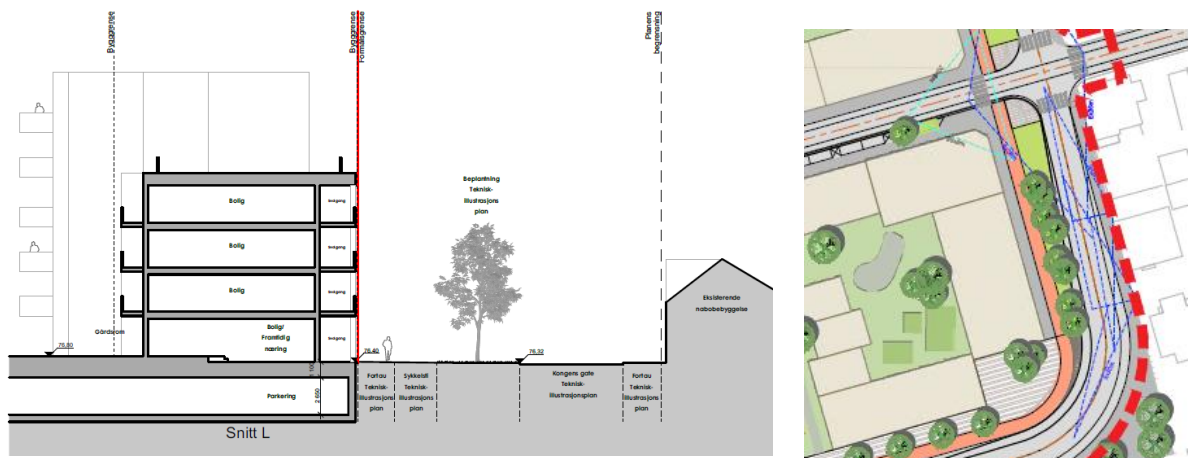 Byggegrense
Byggegrense
Formålsgrense
Planens
begrensning
Beplantning
Teknisk-
illustrasjons
plan
Bolig
Bolig
Bolig
Bolig/
Framtidig
næring
Gårdsrom
76,80
76,40
76,32
Eksisterende
nabobebyggelse
Fortau
Teknisk-
illustrasjons
plan
Sykkelsti
Teknisk-
illustrasjons
plan
Kongens gate
Teknisk-
illustrasjonsplan
Fortau
Teknisk-
illustrasjons
plan
Parkering
2 650
Snitt L